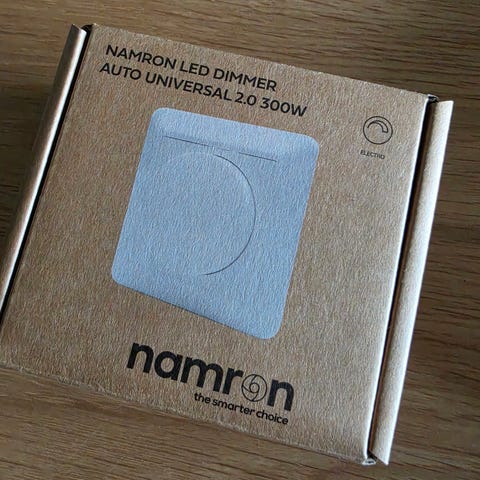 NAMRON LED DIMMER
AUTO UNIVERSAL 2.0 300W
ELECTRO
namron
the smarter choice